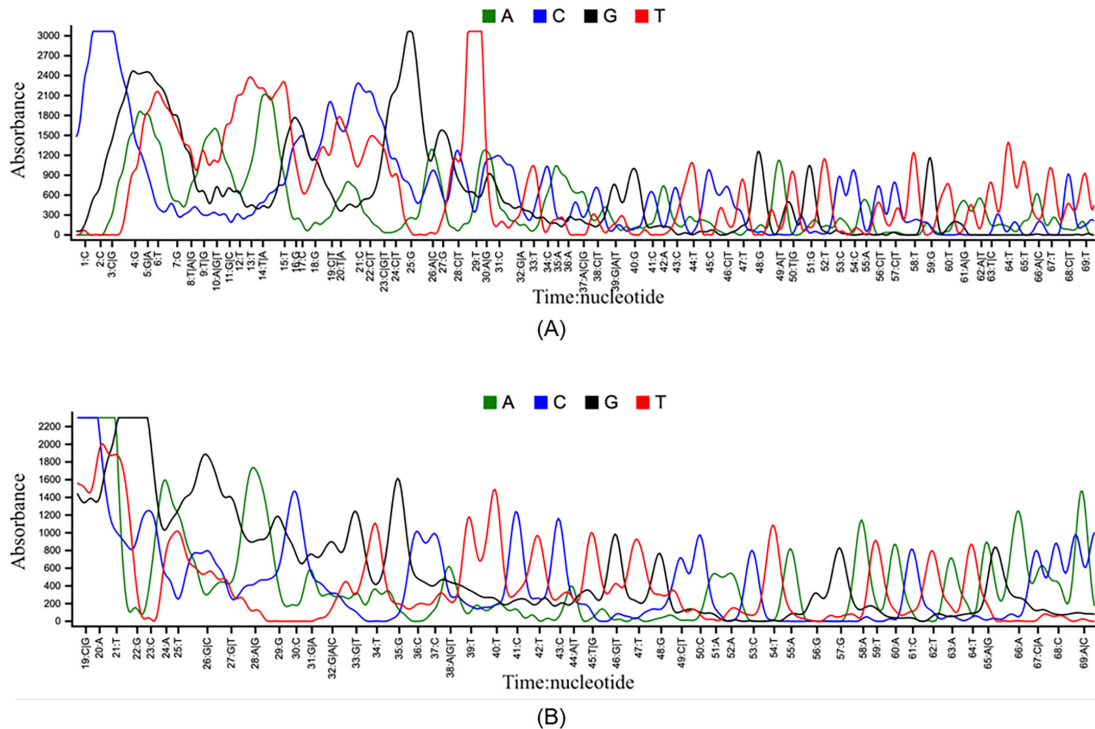 A C G T
3000
2700
2400
2100
1800
1500
1200
900
600
300
0
Absorbance
1:C 2:C 3:C|G 4:G 5:G|A 6:T 7:G 8:T|A|G 9:T|G 10:A|G|T 11:G|C 12:T 13:T 14:T|A 15:T 16:G 17:C 18:G 19:C|T 20:T|A 21:C 22:C|T 23:C|G|T 24:C|T 25:G 26:A|C 27:G 28:C|T 29:T 30:A|G 31:C 32:G|A 33:T 34:C 35:A 36:A 37:A|C|G 38:C|T 39:G|A|T 40:G 41:C 42:A 43:C 44:T 45:C 46:C|T 47:T 48:G 49:A|T 50:T|G 51:G 52:T 53:C 54:C 55:A 56:C|T 57:C|T 58:T 59:G 60:T 61:A|G 62:A|T 63:T|C 64:T 65:T 66:A|C 67:T 68:C|T 69:T
Time:nucleotide
(A)
A C G T
2200
2000
1800
1600
1400
1200
1000
800
600
400
200
0
Absorbance
19:C|G 20:A 21:T 22:G 23:C 24:A 25:T 26:G|C 27:G|T 28:A|G 29:G 30:C 31:G|A 32:G|A|C 33:G|T 34:T 35:G 36:C 37:C 38:A|G|T 39:T 40:T 41:C 42:T 43:C 44:A|T 45:T|G 46:G|T 47:T 48:G 49:C|T 50:C 51:A 52:A 53:C 54:T 55:A 56:G 57:G 58:A 59:T 60:A 61:C 62:T 63:A 64:T 65:A|G 66:A 67:C|A 68:C 69:A|C
Time:nucleotide
(B)